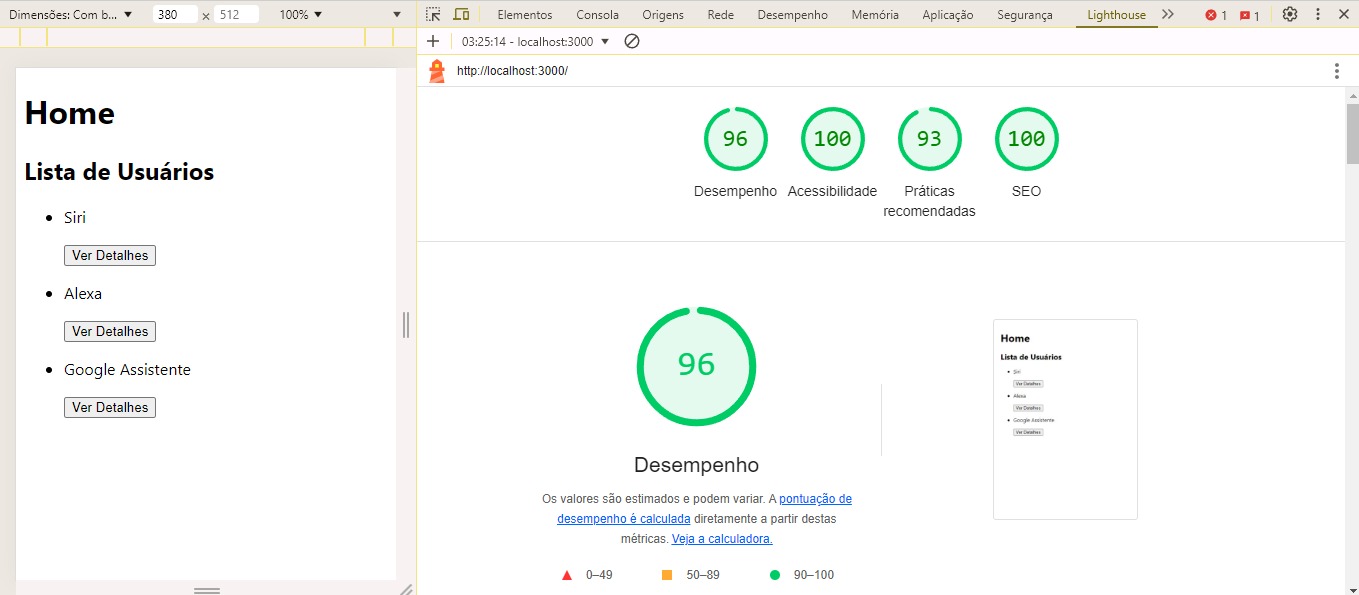 Dimensões: Com b... ▼ 380 × 512 100% ▼ ▼
Elementos Consola Origens Rede Desempenho Memória Aplicação Segurança Lighthouse 1 1
03:25:14 - localhost:3000 ▼
http://localhost:3000/
Home
Lista de Usuários
• Siri
Ver Detalhes
• Alexa
Ver Detalhes
• Google Assistente
Ver Detalhes
96 100 93 100
Desempenho Acessibilidade Práticas recomendadas SEO
96
Desempenho
Os valores são estimados e podem variar. A pontuação de
desempenho é calculada diretamente a partir destas
métricas. Veja a calculadora.
0–49 50–89 90–100
Home
Lista de Usuários
• Siri
Ver Detalhes
• Alexa
Ver Detalhes
• Google Assistente
Ver Detalhes